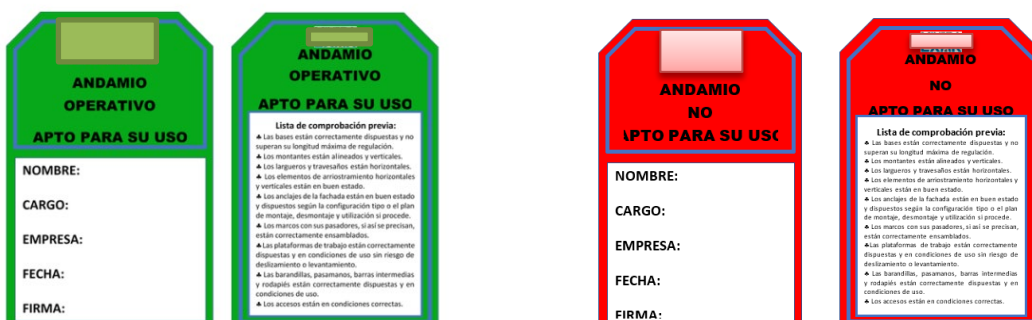 ANDAMIO
OPERATIVO
APTO PARA SU USO
NOMBRE:
CARGO:
EMPRESA:
FECHA:
FIRMA:
ANDAMIO
OPERATIVO
APTO PARA SU USO
Lista de comprobación previa:
♣ Las bases están correctamente dispuestas y no
superan su longitud máxima de regulación.
♣ Los montantes están alineados y verticales.
♣ Los largueros y travesaños están horizontales.
♣ Los elementos de arriostramiento horizontales
y verticales están en buen estado.
♣ Los anclajes de la fachada están en buen estado
y dispuestos según la configuración tipo o el plan
de montaje, desmontaje y utilización si procede.
♣ Los marcos con sus pasadores, si así se precisan,
están correctamente ensamblados.
♣Las plataformas de trabajo están correctamente
dispuestas y en condiciones de uso sin riesgo de
deslizamiento o levantamiento.
♣ Las barandillas, pasamanos, barras intermedias
y rodapiés están correctamente dispuestas y en
condiciones de uso.
♣ Los accesos están en condiciones correctas.
ANDAMIO
NO
APTO PARA SU USO
NOMBRE:
CARGO:
EMPRESA:
FECHA:
FIRMA:
ANDAMIO
NO
APTO PARA SU USO
Lista de comprobación previa:
♣ Las bases están correctamente dispuestas y no
superan su longitud máxima de regulación.
♣ Los montantes están alineados y verticales.
♣ Los largueros y travesaños están horizontales.
♣ Los elementos de arriostramiento horizontales y
verticales están en buen estado.
♣ Los anclajes de la fachada están en buen estado
y dispuestos según la configuración tipo o el plan
de montaje, desmontaje y utilización si procede.
♣ Los marcos con sus pasadores, si así se precisan,
están correctamente ensamblados.
♣Las plataformas de trabajo están correctamente
dispuestas y en condiciones de uso sin riesgo de
deslizamiento o levantamiento.
♣ Las barandillas, pasamanos, barras intermedias
y rodapiés están correctamente dispuestas y en
condiciones de uso.
♣ Los accesos están en condiciones correctas.